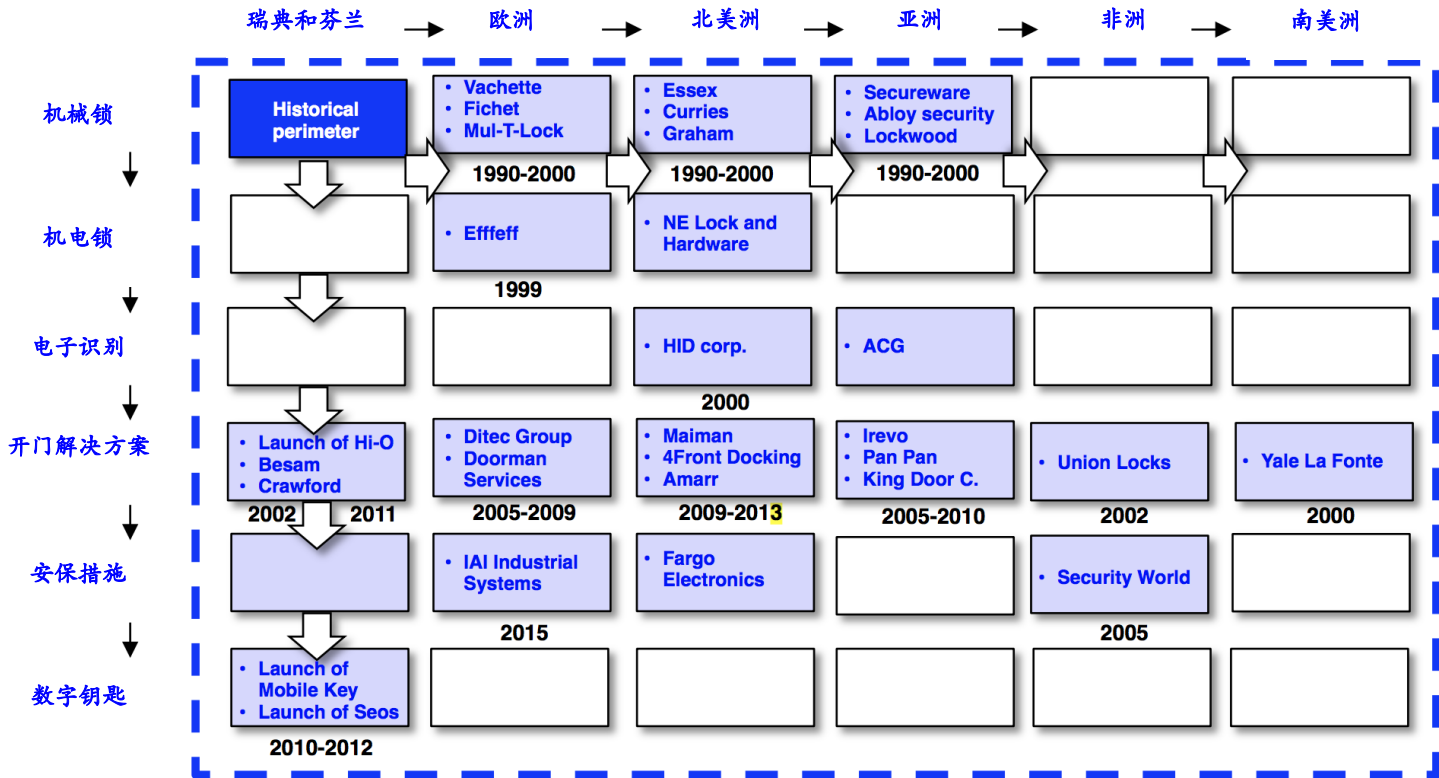 瑞典和芬兰 欧洲 北美洲 亚洲 非洲 南美洲
机械锁
Historical
perimeter
• Vachette
• Fichet
• Mul-T-Lock
• Essex
• Curries
• Graham
• Secureware
• Abloy security
• Lockwood
1990-2000 1990-2000 1990-2000
机电锁
• Efffeff
• NE Lock and
Hardware
1999
电子识别
• HID corp.
• ACG
2000
开门解决方案
• Launch of Hi-O
• Besam
• Crawford
• Ditec Group
• Doorman
Services
• Maiman
• 4Front Docking
• Amarr
• Irevo
• Pan Pan
• King Door C.
• Union Locks
• Yale La Fonte
2002 2011 2005-2009 2009-2013 2005-2010 2002 2000
安保措施
• IAI Industrial
Systems
• Fargo
Electronics
• Security World
2015 2005
数字钥匙
• Launch of
Mobile Key
• Launch of Seos
2010-2012